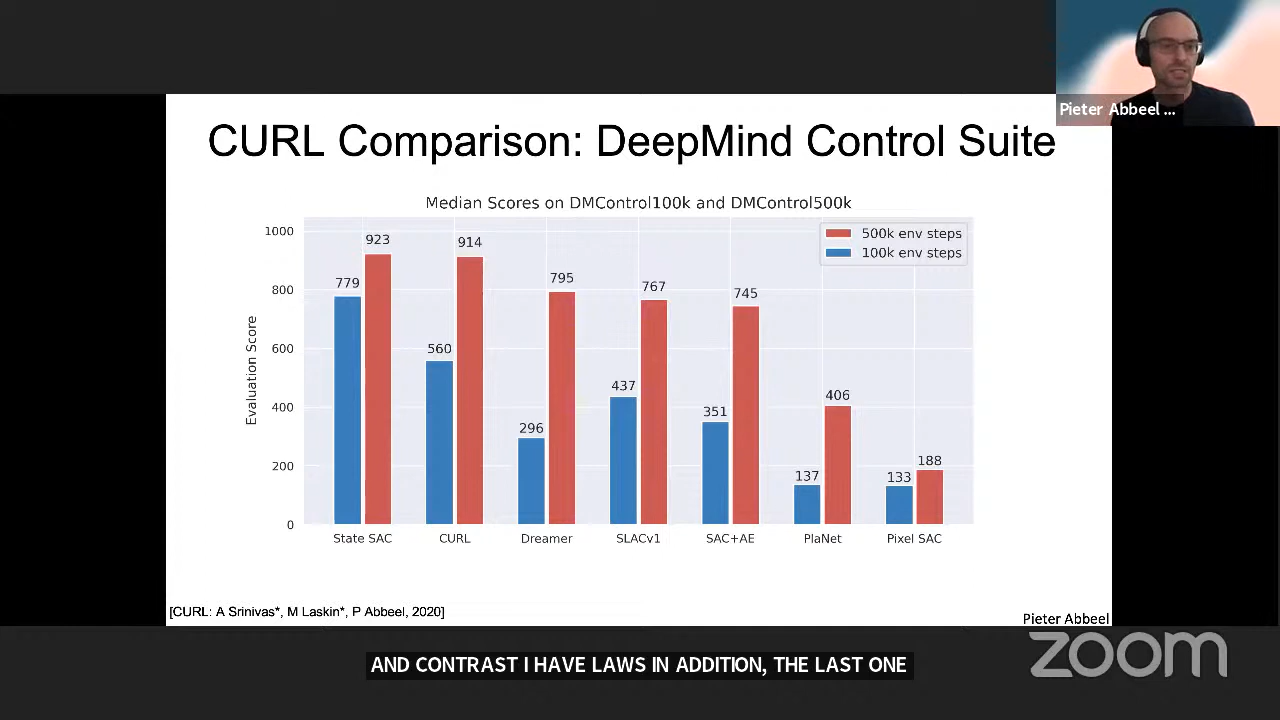 Pieter Abbeel ...
CURL Comparison: DeepMind Control Suite
Median Scores on DMControl100k and DMControl500k
500k env steps
100k env steps
Evaluation Score
1000
800
600
400
200
0
779
923
560
914
296
795
437
767
351
745
137
406
133
188
State SAC
CURL
Dreamer
SLACv1
SAC+AE
PlaNet
Pixel SAC
[CURL: A Srinivas*, M Laskin*, P Abbeel, 2020]
Pieter Abbeel
AND CONTRAST I HAVE LAWS IN ADDITION, THE LAST ONE
zoom